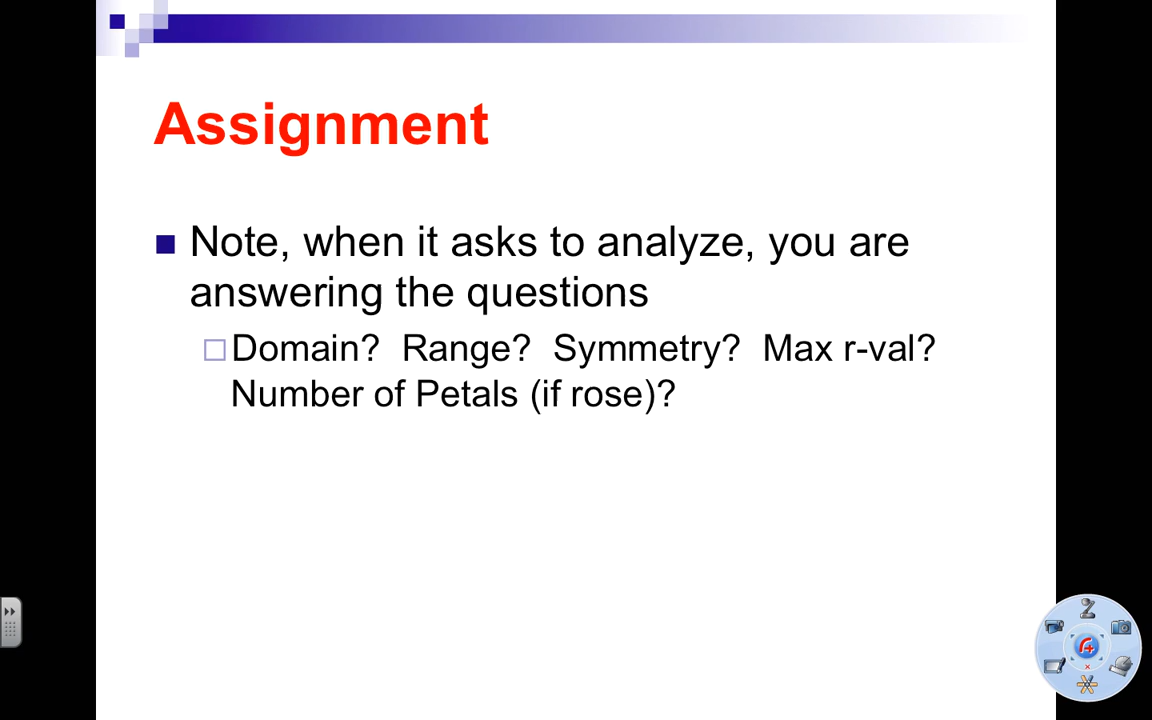 Assignment
Note, when it asks to analyze, you are
answering the questions
Domain? Range? Symmetry? Max r-val?
Number of Petals (if rose)?